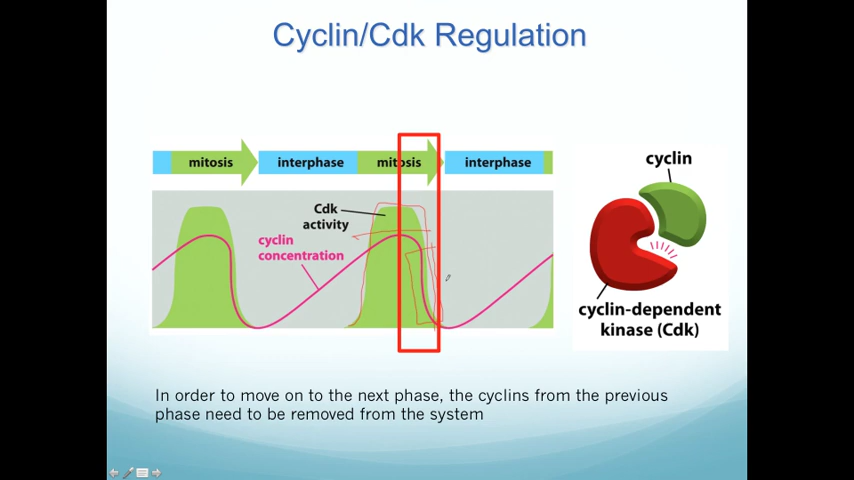 Cyclin/Cdk Regulation
mitosis
interphase
mitosis
interphase
Cdk
activity
cyclin
concentration
cyclin
cyclin-dependent
kinase (Cdk)
In order to move on to the next phase, the cyclins from the previous
phase need to be removed from the system